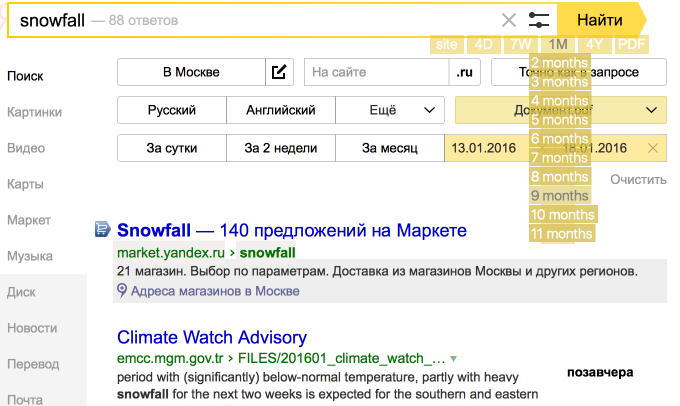 snowfall — 88 ответов
Найти
site 4D 7W 1M 4Y PDF
2 months
3 months
4 months
5 months
6 months
7 months
8 months
9 months
10 months
11 months
Поиск
Картинки
Видео
Карты
Маркет
Музыка
Диск
Новости
Перевод
Почта
В Москве
На сайте
.ru
Точно как в запросе
Русский Английский Ещё
Документ.pdf
За сутки За 2 недели За месяц 13.01.2016 18.01.2016
Очистить
Snowfall — 140 предложений на Маркете
market.yandex.ru › snowfall
21 магазин. Выбор по параметрам. Доставка из магазинов Москвы и других регионов.
Адреса магазинов в Москве
Climate Watch Advisory
emcc.mgm.gov.tr › FILES/201601_climate_watch_…
period with (significantly) below-normal temperature, partly with heavy
snowfall for the next two weeks is expected for the southern and eastern
позавчера